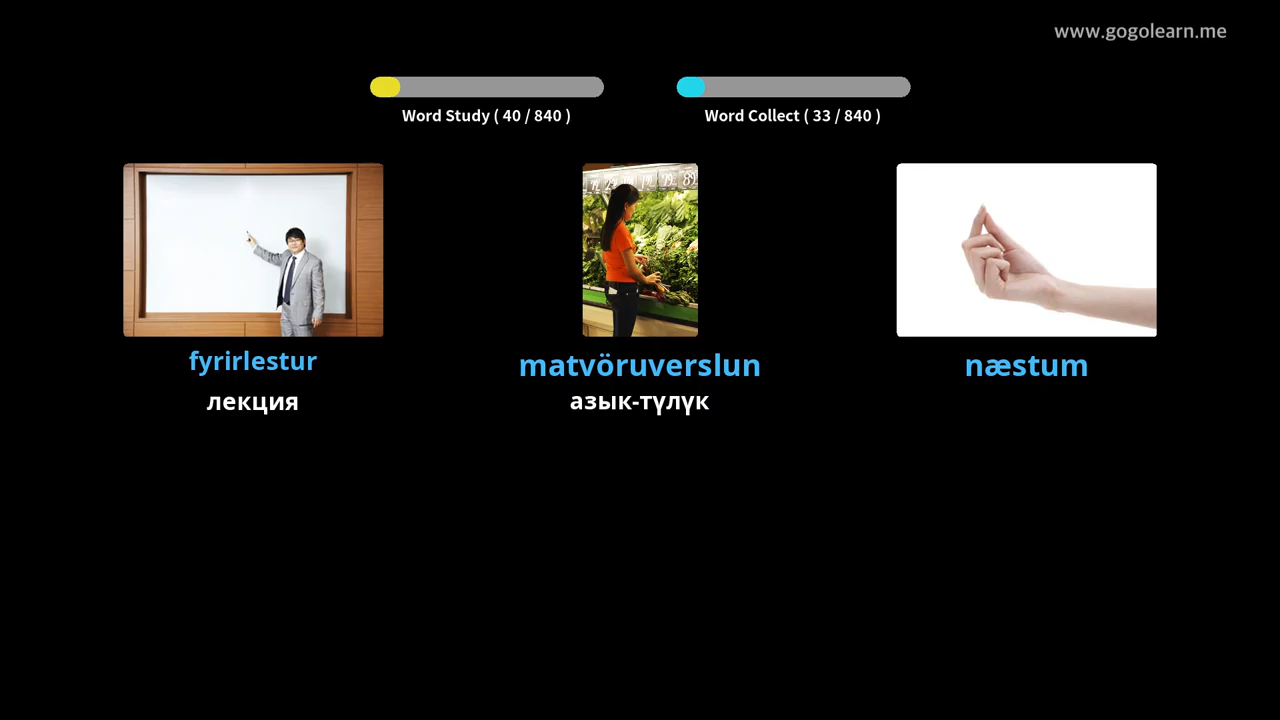 www.gogolearn.me
Word Study ( 40 / 840 )
Word Collect ( 33 / 840 )
fyrirlestur
matvöruverslun
næstum
лекция
азык-түлүк